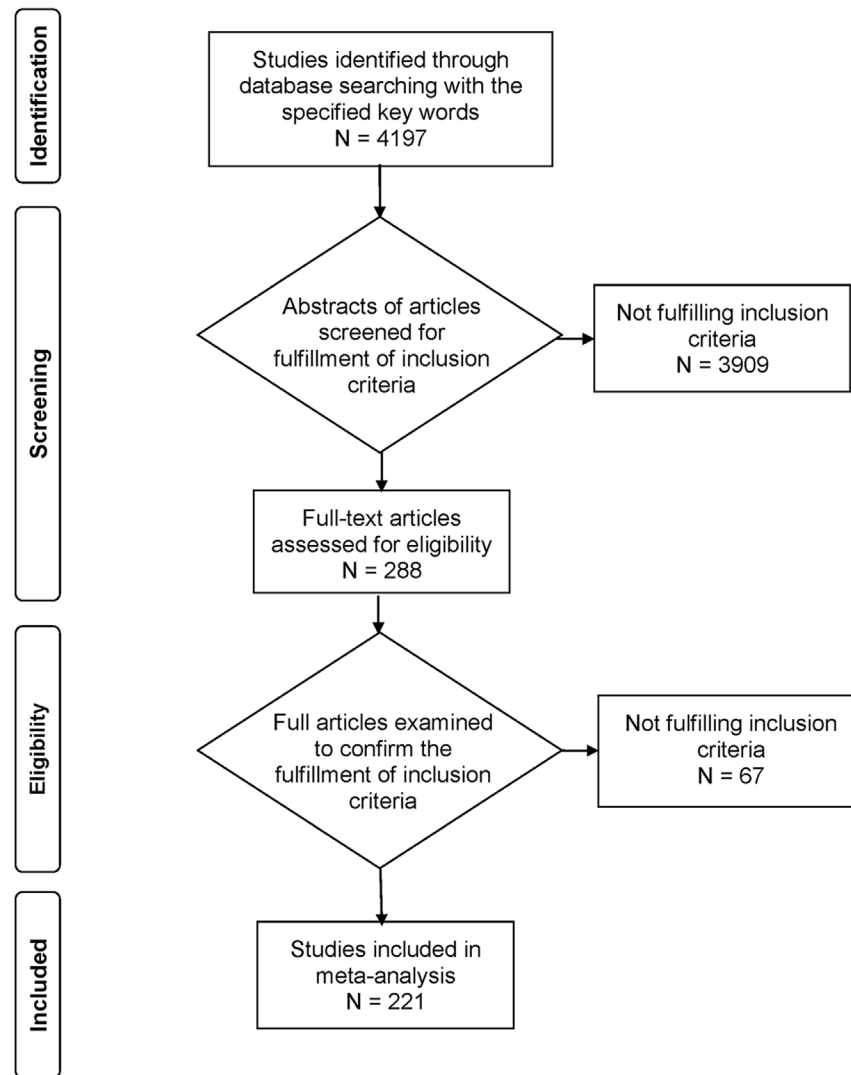 Identification
Studies identified through
database searching with the
specified key words
N = 4197
Screening
Abstracts of articles
screened for
fulfillment of inclusion
criteria
Not fulfilling inclusion
criteria
N = 3909
Full-text articles
assessed for eligibility
N = 288
Eligibility
Full articles examined
to confirm the
fulfillment of inclusion
criteria
Not fulfilling inclusion
criteria
N = 67
Included
Studies included in
meta-analysis
N = 221